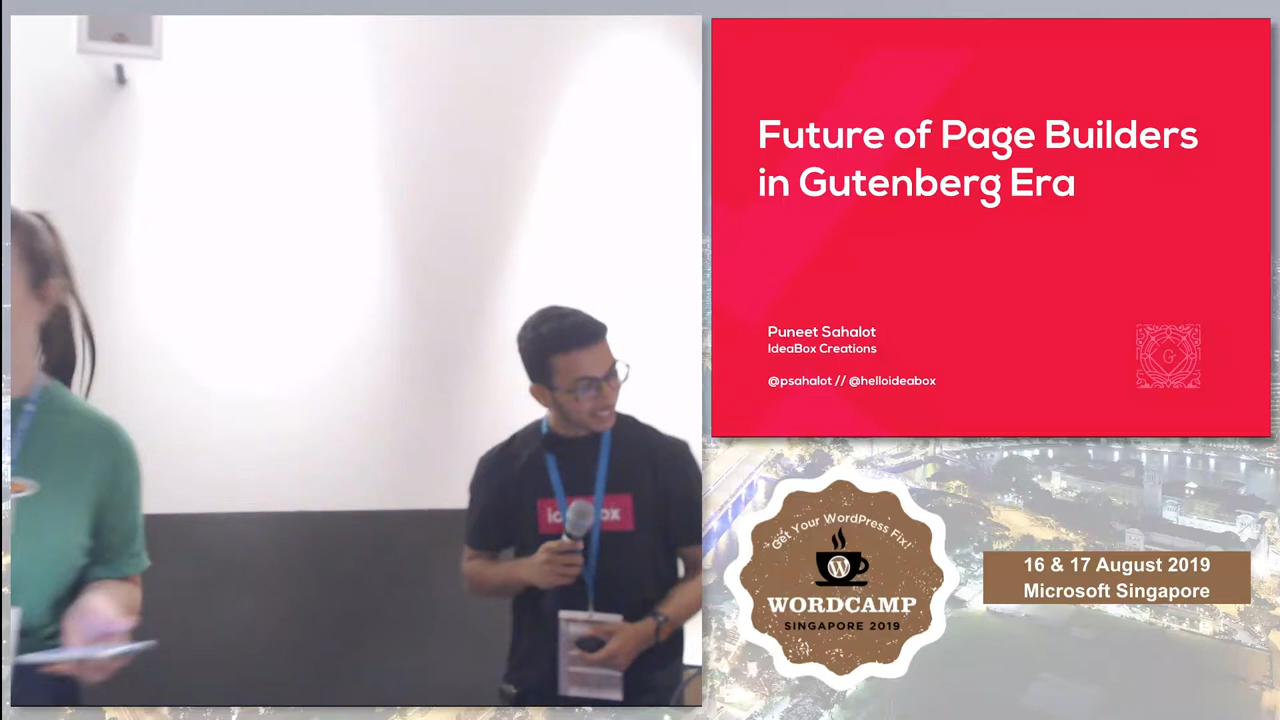 Future of Page Builders
in Gutenberg Era
Puneet Sahalot
IdeaBox Creations
@psahalot // @helloideabox
G
Get Your WordPress Fix!
W
WORDCAMP
SINGAPORE 2019
16 & 17 August 2019
Microsoft Singapore